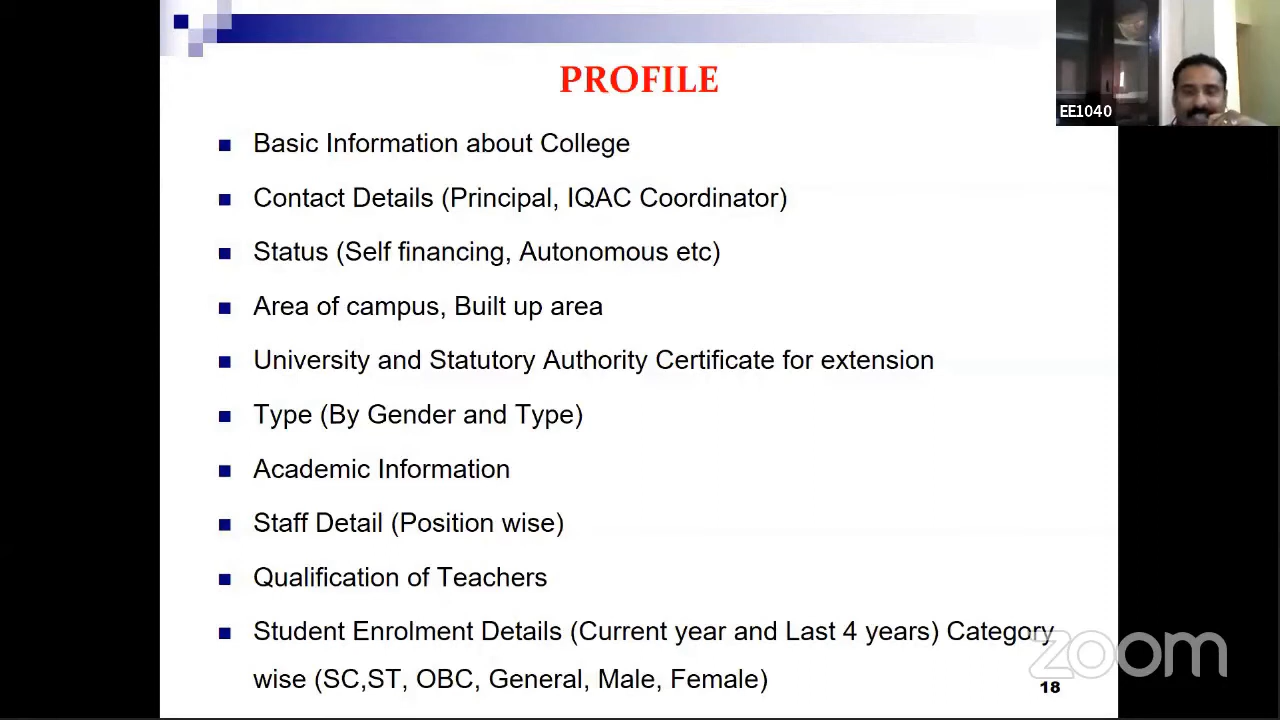 PROFILE
EE1040
Basic Information about College
Contact Details (Principal, IQAC Coordinator)
Status (Self financing, Autonomous etc)
Area of campus, Built up area
University and Statutory Authority Certificate for extension
Type (By Gender and Type)
Academic Information
Staff Detail (Position wise)
Qualification of Teachers
Student Enrolment Details (Current year and Last 4 years) Category
wise (SC,ST, OBC, General, Male, Female)
zoom
18